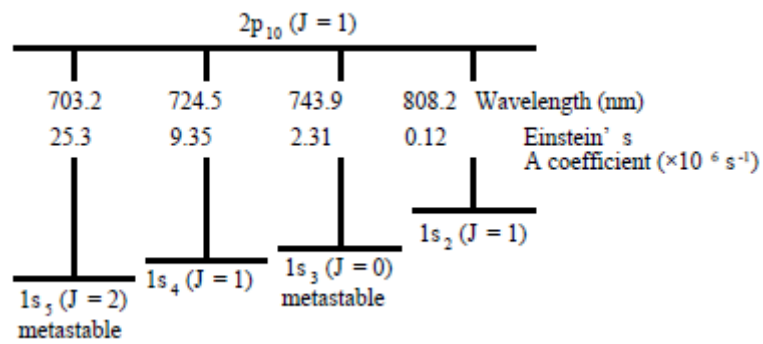 2p₁₀ (J = 1)
703.2 724.5 743.9 808.2 Wavelength (nm)
25.3 9.35 2.31 0.12 Einstein’ s
A coefficient (×10 ⁶ s⁻¹)
1s₂ (J = 1)
1s₅ (J = 2) 1s₄ (J = 1) 1s₃ (J = 0)
metastable metastable